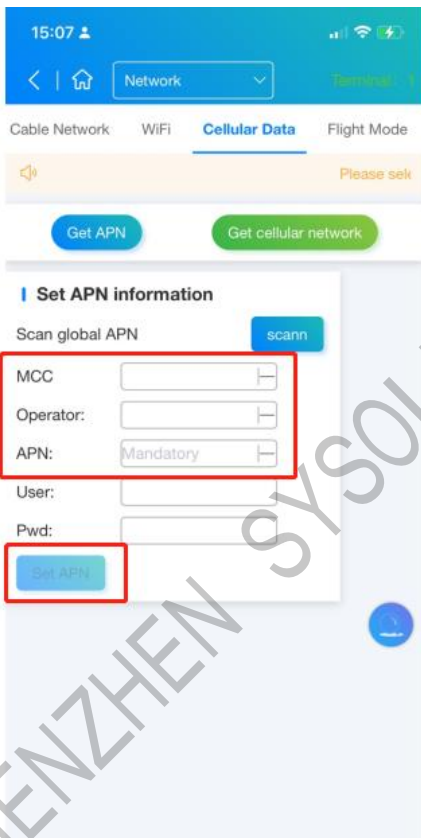 15:07
Network
Terminal: 1
Cable Network WiFi Cellular Data Flight Mode
Please sele
Get APN Get cellular network
Set APN information
Scan global APN scann
MCC
Operator:
APN: Mandatory
User:
Pwd:
Set APN
ENZHEN SYSOL